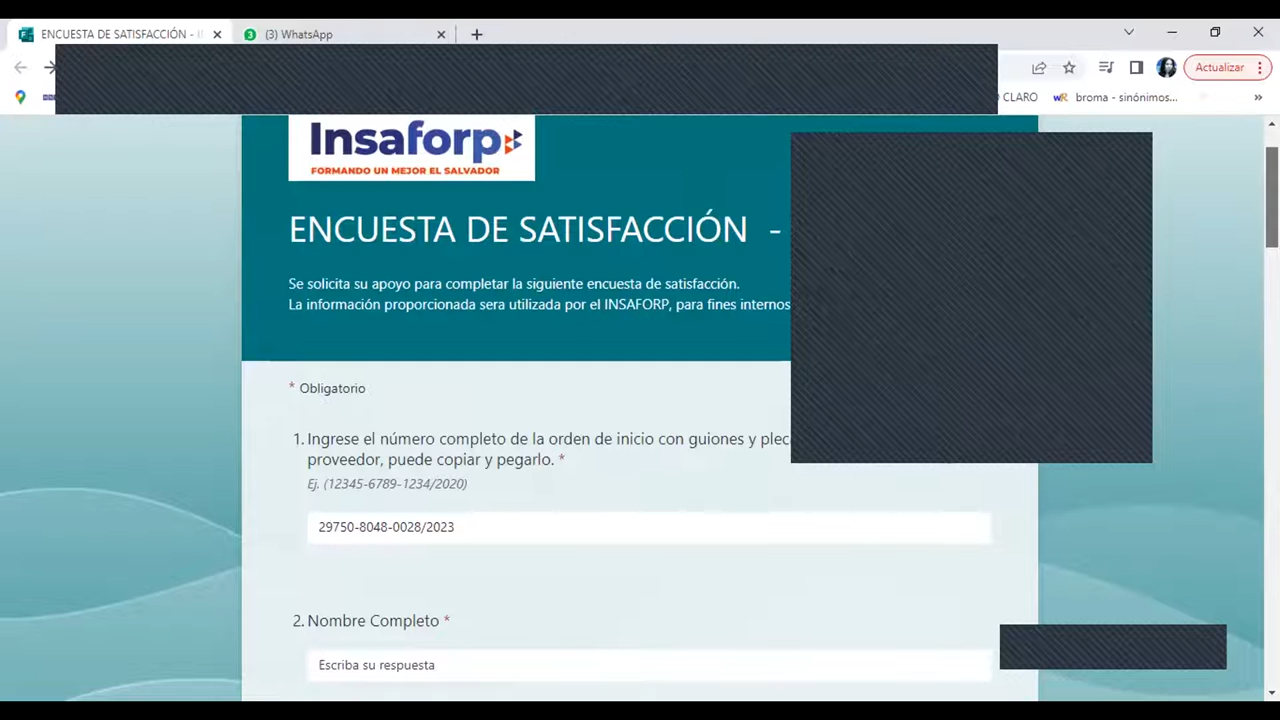 ENCUESTA DE SATISFACCIÓN - I
3
(3) WhatsApp
Actualizar
CLARO
wR broma - sinónimos...
»
Insaforp
FORMANDO UN MEJOR EL SALVADOR
ENCUESTA DE SATISFACCIÓN -
Se solicita su apoyo para completar la siguiente encuesta de satisfacción.
La información proporcionada sera utilizada por el INSAFORP, para fines internos
* Obligatorio
1. Ingrese el número completo de la orden de inicio con guiones y plec
proveedor, puede copiar y pegarlo. *
Ej. (12345-6789-1234/2020)
29750-8048-0028/2023
2. Nombre Completo *
Escriba su respuesta